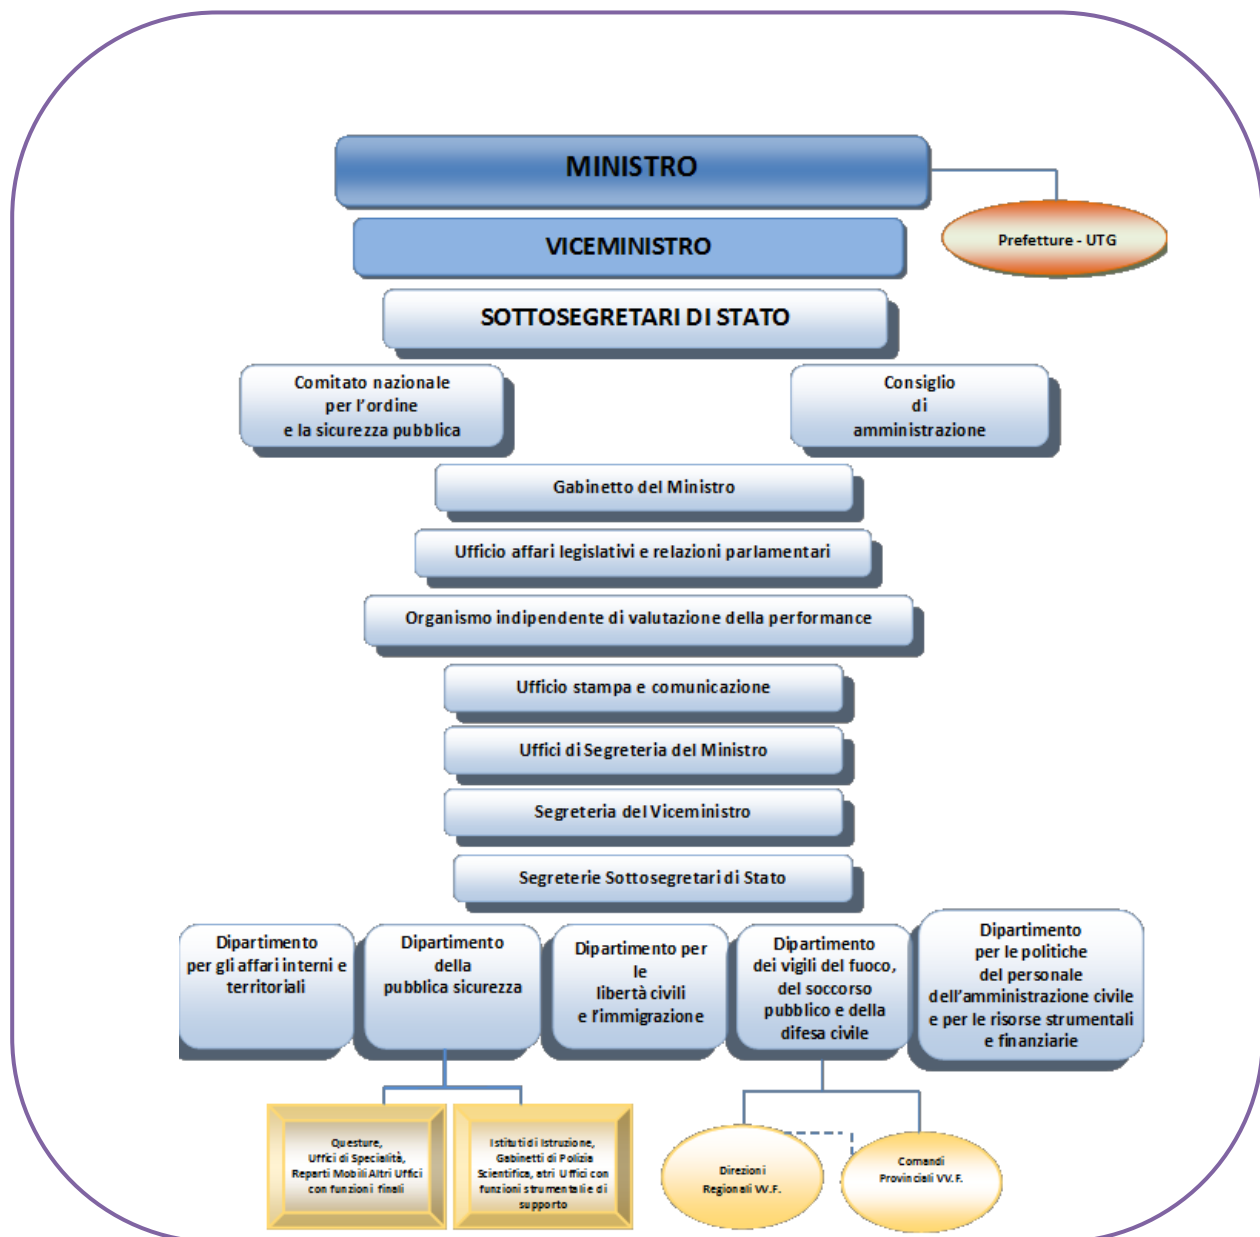 MINISTRO
VICEMINISTRO
Prefetture - UTG
SOTTOSEGRETARI DI STATO
Comitato nazionale
per l'ordine
e la sicurezza pubblica
Consiglio
di
amministrazione
Gabinetto del Ministro
Ufficio affari legislativi e relazioni parlamentari
Organismo indipendente di valutazione della performance
Ufficio stampa e comunicazione
Uffici di Segreteria del Ministro
Segreteria del Viceministro
Segreterie Sottosegretari di Stato
Dipartimento
per gli affari interni e
territoriali
Dipartimento
della
pubblica sicurezza
Dipartimento per
le
libertà civili
e l'immigrazione
Dipartimento
dei vigili del fuoco,
del soccorso
pubblico e della
difesa civile
Dipartimento
per le politiche
del personale
dell'amministrazione civile
e per le risorse strumentali
e finanziarie
Questure,
Uffici di Specialità,
Reparti Mobili Altri Uffici
con funzioni finali
Istituti di Istruzione,
Gabinetti di Polizia
Scientifica, atri Uffici con
funzioni strumentali e di
supporto
Direzioni
Regionali VV.F.
Comandi
Provinciali VV.F.